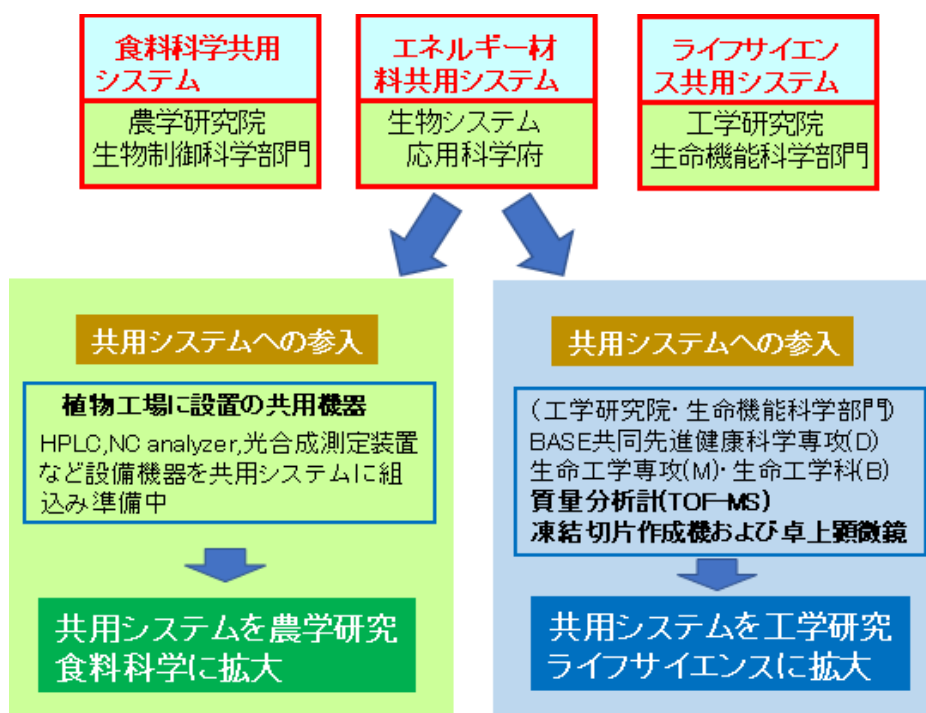 食料科学共用
システム
農学研究院
生物制御科学部門
エネルギー材
料共用システム
生物システム
応用科学府
ライフサイエン
ス共用システム
工学研究院
生命機能科学部門
共用システムへの参入
植物工場に設置の共用機器
HPLC,NC analyzer,光合成測定装置
など設備機器を共用システムに組
込み準備中
共用システムを農学研究
食料科学に拡大
共用システムへの参入
(工学研究院・生命機能科学部門)
BASE共同先進健康科学専攻(D)
生命工学専攻(M)・生命工学科(B)
質量分析計(TOF-MS)
凍結切片作成機および卓上顕微鏡
共用システムを工学研究
ライフサイエンスに拡大